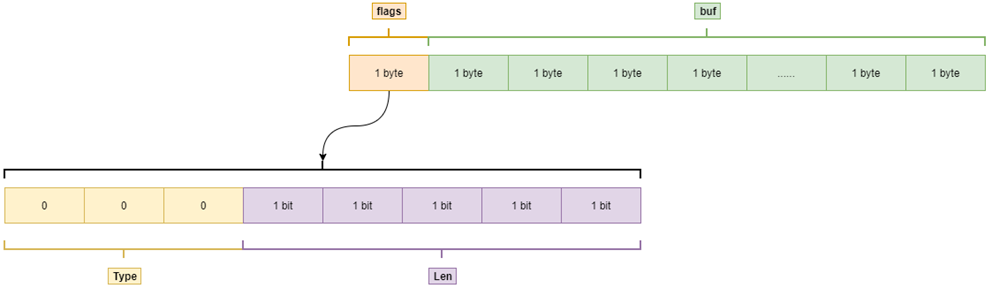 flags buf
1 byte 1 byte 1 byte 1 byte 1 byte ...... 1 byte 1 byte
0 0 0 1 bit 1 bit 1 bit 1 bit 1 bit
Type Len